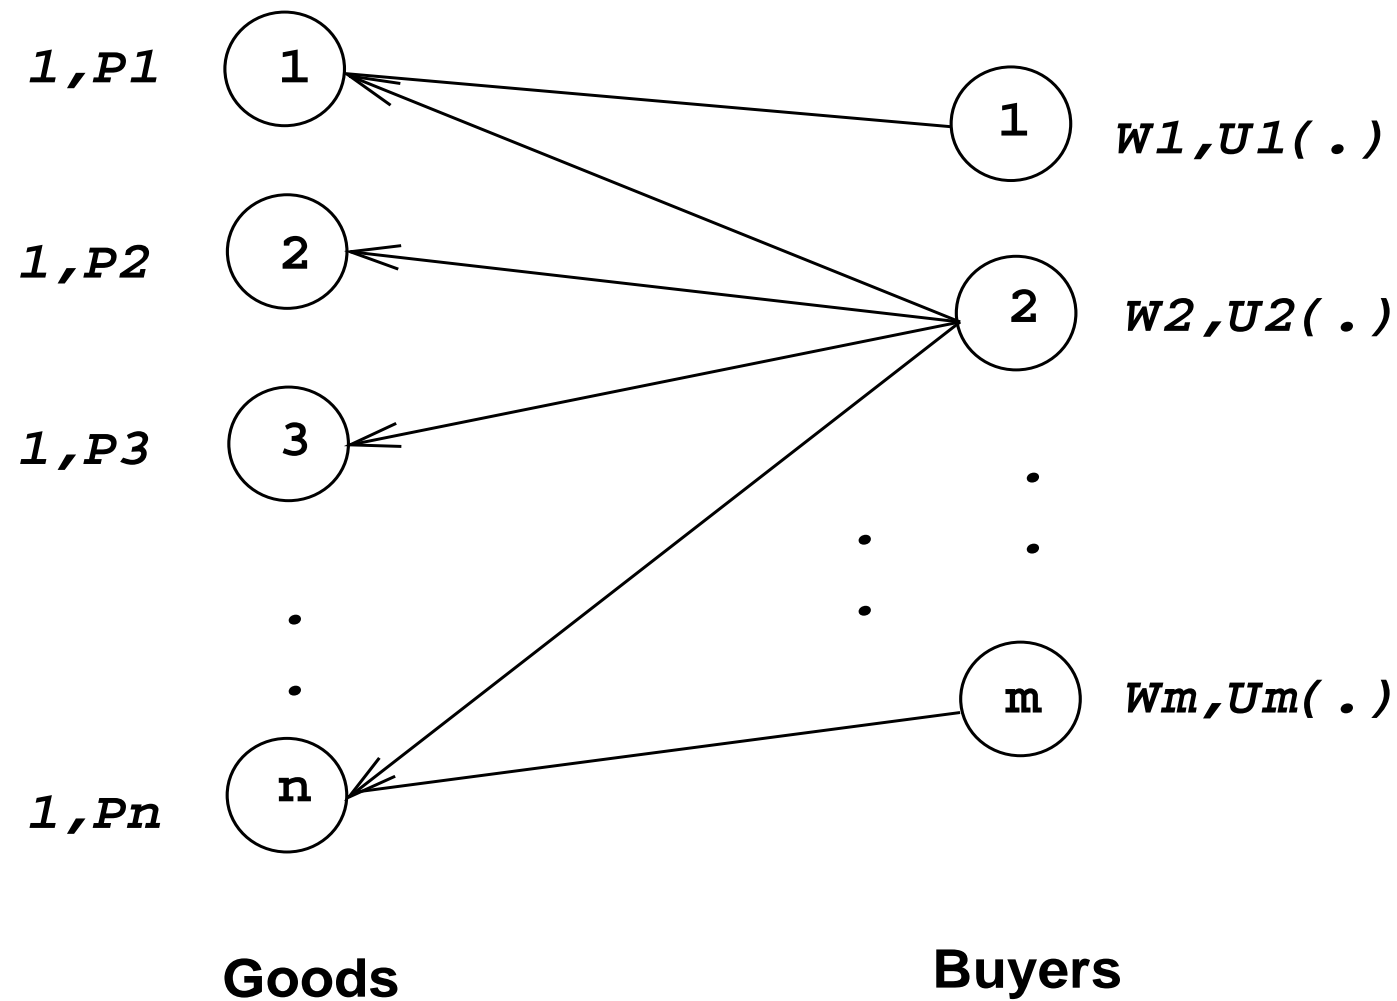 1,P1
1
1
W1,U1(.)
1,P2
2
2
W2,U2(.)
1,P3
3
.
.
.
.
.
.
m
Wm,Um(.)
1,Pn
n
Goods
Buyers